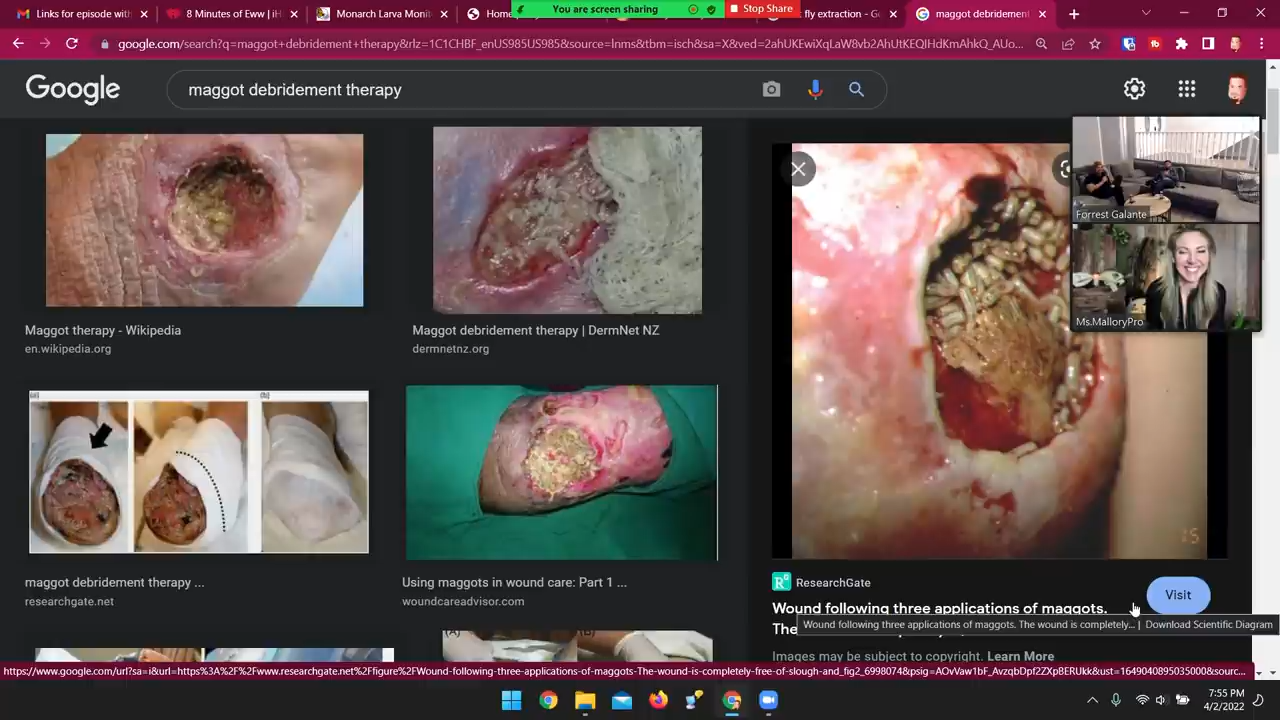 Links for episode with
8 Minutes of Eww | iH
Monarch Larva Monit
Ho
You are screen sharing
Stop Share
fly extraction - Go
maggot debridement
google.com/search?q=maggot+debridement+therapy&rlz=1C1CHBF_enUS985US985&source=lnms&tbm=isch&sa=X&ved=2ahUKEwiXqLaW8vb2AhUtKEQIHdKmAhkQ_AUo...
Google
maggot debridement therapy
Forrest Galante
Ms.MalloryPro
Maggot therapy - Wikipedia
en.wikipedia.org
Maggot debridement therapy | DermNet NZ
dermnetnz.org
(a)
(b)
15
maggot debridement therapy ...
researchgate.net
Using maggots in wound care: Part 1 ...
woundcareadvisor.com
R
ResearchGate
Visit
Wound following three applications of maggots.
The
Wound following three applications of maggots. The wound is completely... | Download Scientific Diagram
Images may be subject to copyright. Learn More
(A)
(B)
https://www.google.com/url?sa=i&url=https%3A%2F%2Fwww.researchgate.net%2Ffigure%2FWound-following-three-applications-of-maggots-The-wound-is-completely-free-of-slough-and_fig2_6998074&psig=AOvVaw1bF_AvzqbDpf2ZXpBERUkk&ust=1649040895035000&sourc...
7:55 PM
4/2/2022